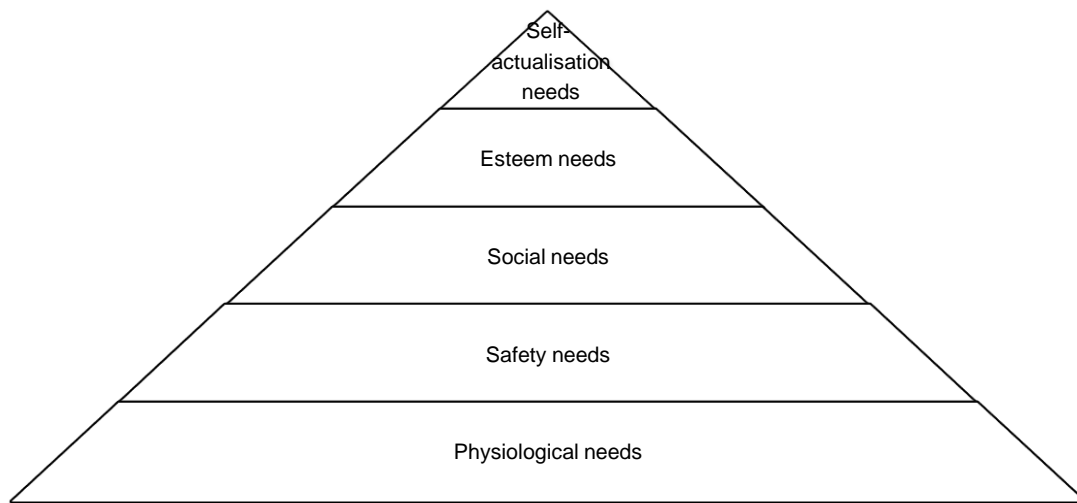 Self-
actualisation
needs
Esteem needs
Social needs
Safety needs
Physiological needs